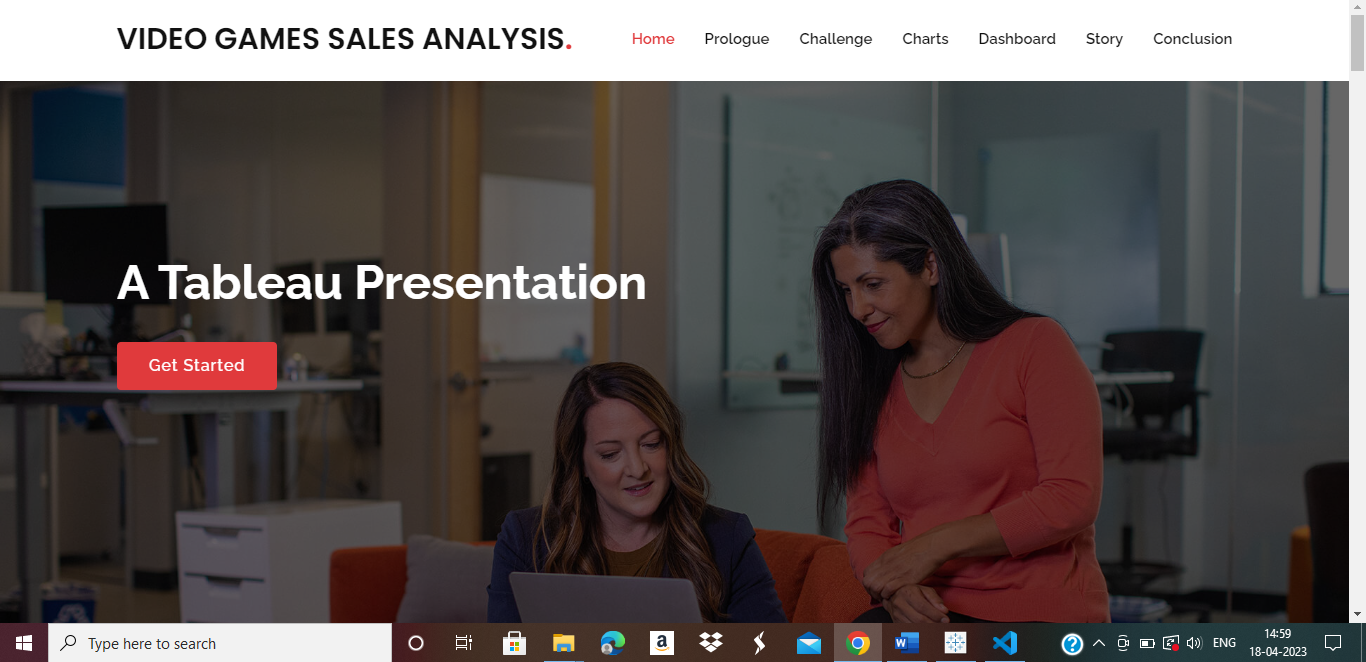 VIDEO GAMES SALES ANALYSIS.
Home Prologue Challenge Charts Dashboard Story Conclusion
A Tableau Presentation
Get Started
Type here to search
ENG
14:59
18-04-2023